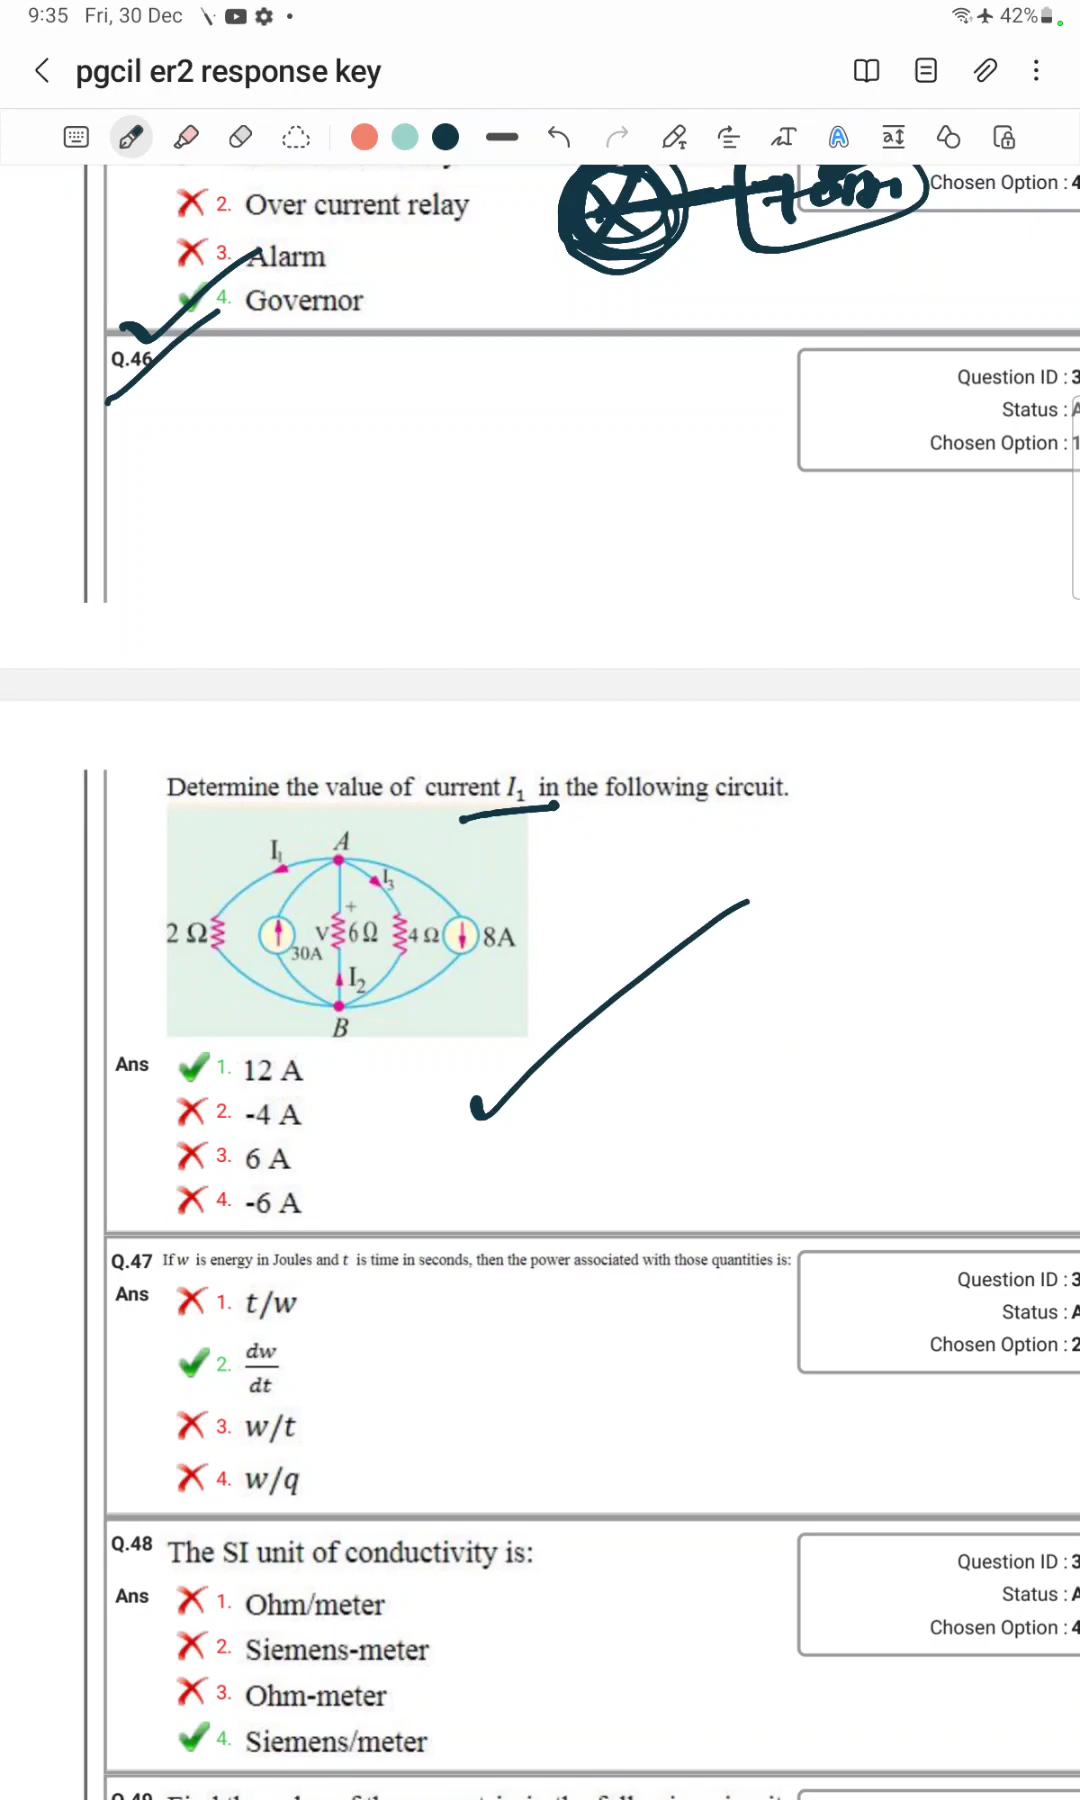 9:35 Fri, 30 Dec
42%
pgcil er2 response key
Chosen Option : 4
2. Over current relay
3. Alarm
4. Governor
Q.46
Question ID : 3
Status : A
Chosen Option : 1
Determine the value of current I₁ in the following circuit.
A
I₁
I₃
+
2 Ω
30A
V
6 Ω
4 Ω
8A
I₂
B
Ans
1. 12 A
2. -4 A
3. 6 A
4. -6 A
Q.47 If w is energy in Joules and t is time in seconds, then the power associated with those quantities is:
Question ID : 3
Status : A
Chosen Option : 2
Ans
1. t/w
2. dw/dt
3. w/t
4. w/q
Q.48 The SI unit of conductivity is:
Question ID : 3
Status : A
Chosen Option : 4
Ans
1. Ohm/meter
2. Siemens-meter
3. Ohm-meter
4. Siemens/meter